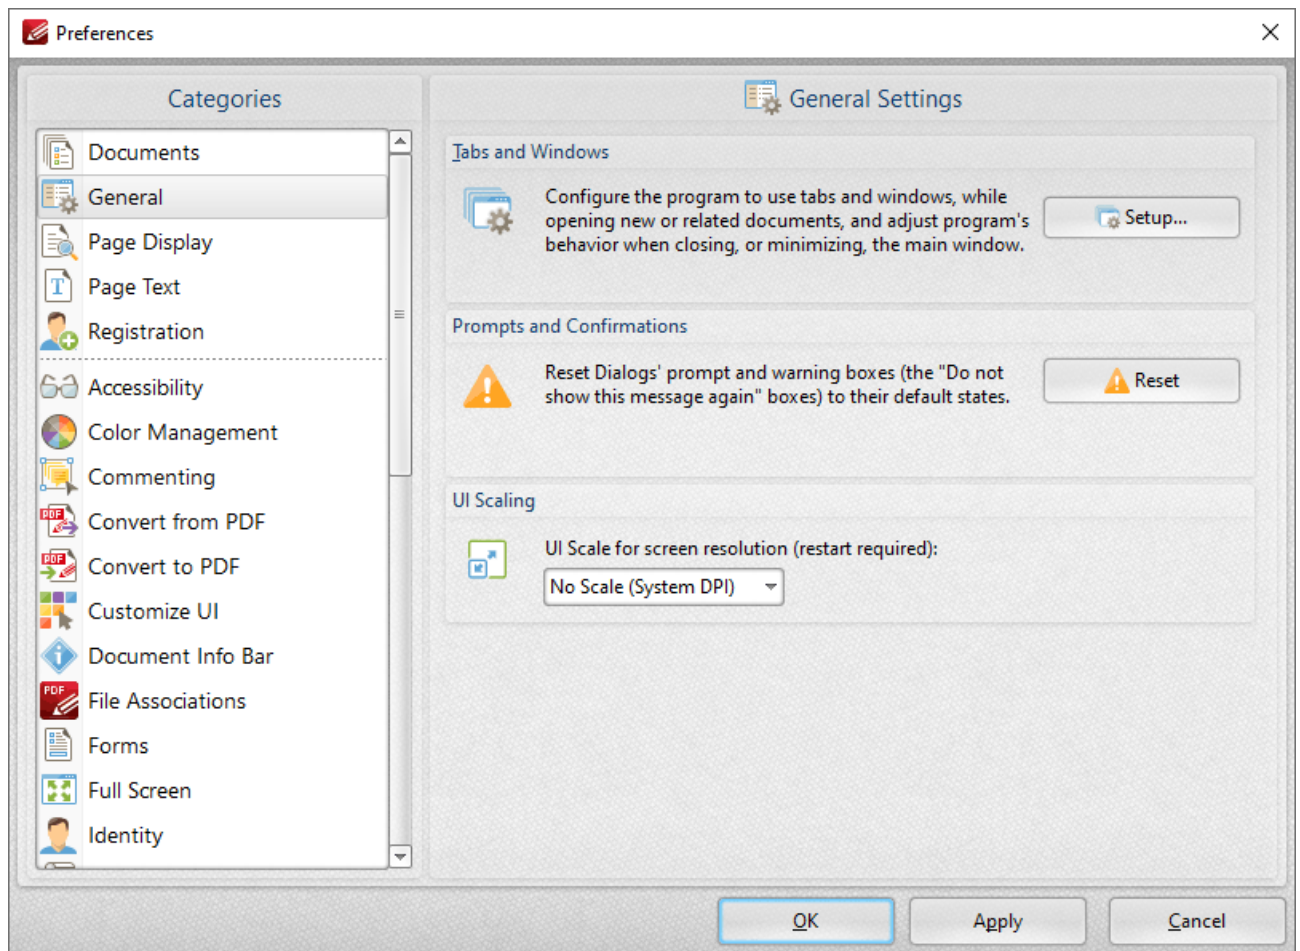 Preferences
Categories
Documents
General
Page Display
Page Text
Registration
Accessibility
Color Management
Commenting
PDF
Convert from PDF
PDF
Convert to PDF
Customize UI
Document Info Bar
PDF
File Associations
Forms
Full Screen
Identity
General Settings
Tabs and Windows
Configure the program to use tabs and windows, while
opening new or related documents, and adjust program's
behavior when closing, or minimizing, the main window.
Setup...
Prompts and Confirmations
Reset Dialogs' prompt and warning boxes (the "Do not
show this message again" boxes) to their default states.
Reset
UI Scaling
UI Scale for screen resolution (restart required):
No Scale (System DPI)
OK
Apply
Cancel